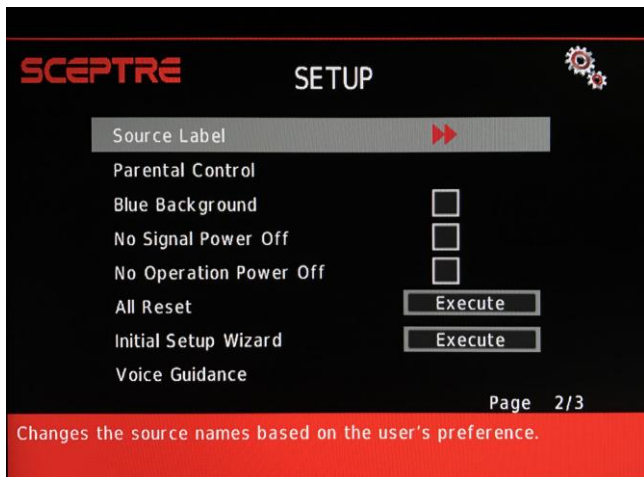 SCEPTRE
SETUP
Source Label
Parental Control
Blue Background
No Signal Power Off
No Operation Power Off
All Reset Execute
Initial Setup Wizard Execute
Voice Guidance
Page 2/3
Changes the source names based on the user's preference.